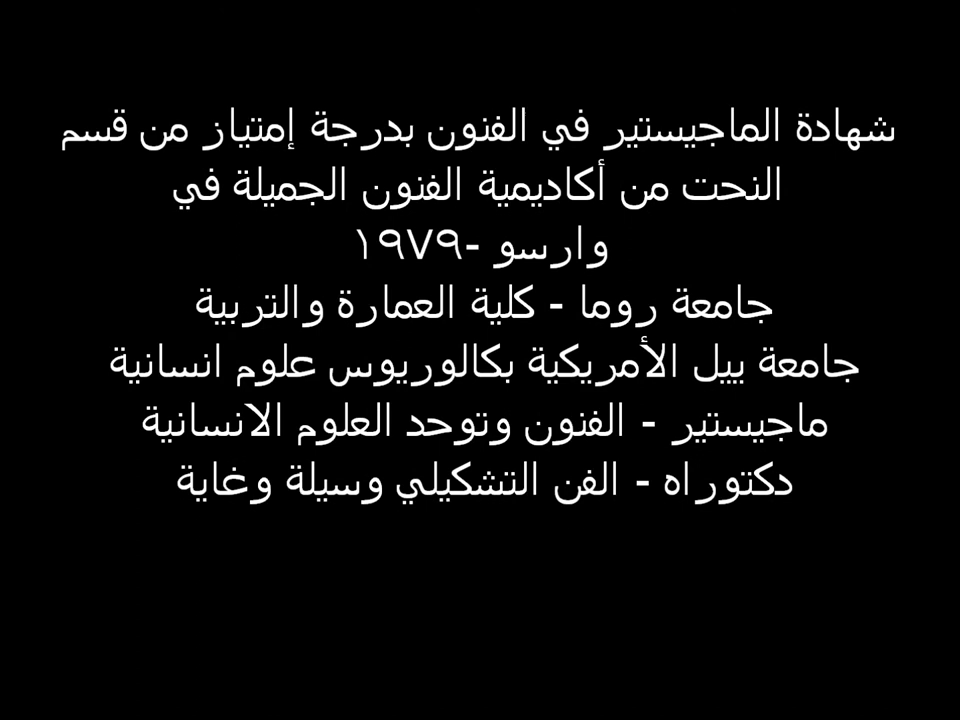 شهادة الماجيستير في الفنون بدرجة إمتياز من قسم
النحت من أكاديمية الفنون الجميلة في
وارسو -١٩٧٩
جامعة روما - كلية العمارة والتربية
جامعة ييل الأمريكية بكالوريوس علوم انسانية
ماجيستير - الفنون وتوحد العلوم الانسانية
دكتوراه - الفن التشكيلي وسيلة وغاية